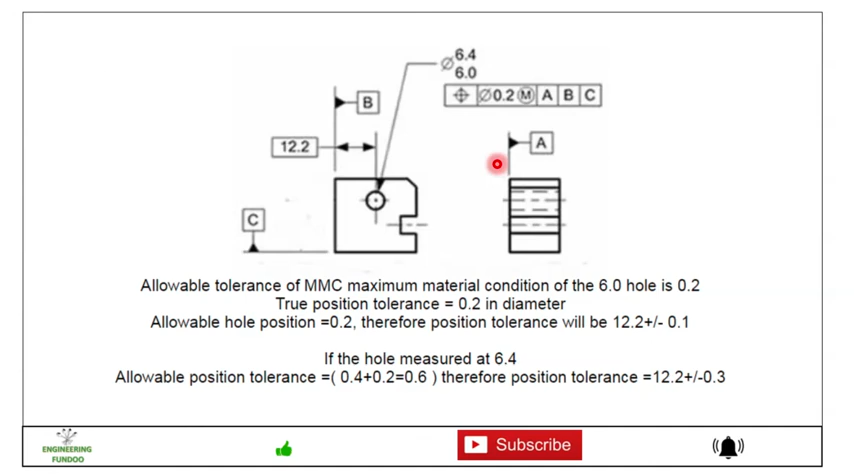 ⌀6.4
6.0
⌖ ⌀0.2 Ⓜ A B C
B
12.2
A
C
Allowable tolerance of MMC maximum material condition of the 6.0 hole is 0.2
True position tolerance = 0.2 in diameter
Allowable hole position =0.2, therefore position tolerance will be 12.2+/- 0.1
If the hole measured at 6.4
Allowable position tolerance =( 0.4+0.2=0.6 ) therefore position tolerance =12.2+/-0.3
ENGINEERING
FUNDOO
Subscribe